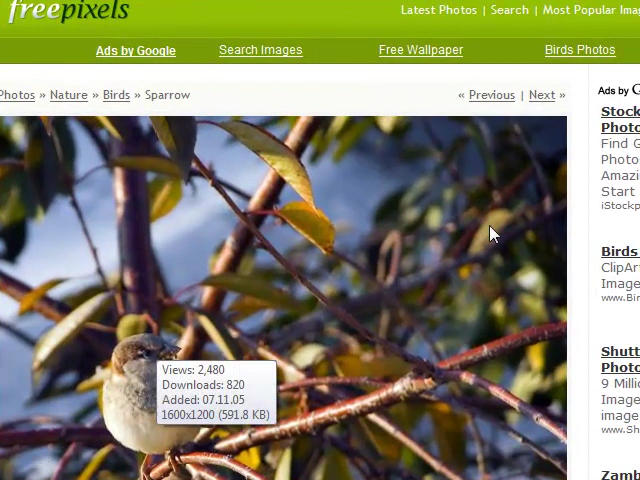 freepixels
Latest Photos | Search | Most Popular
Ads by Google
Search Images
Free Wallpaper
Birds Photos
Photos » Nature » Birds » Sparrow
« Previous | Next »
Ads by
Views: 2,480
Downloads: 820
Added: 07.11.05
1600x1200 (591.8 KB)
Stock
Photo
Find
Photo
Amazi
Start
iStockp
Birds
ClipAr
Image
www.Bir
Shutt
Photo
9 Milli
Image
image
www.Sh
Zamb